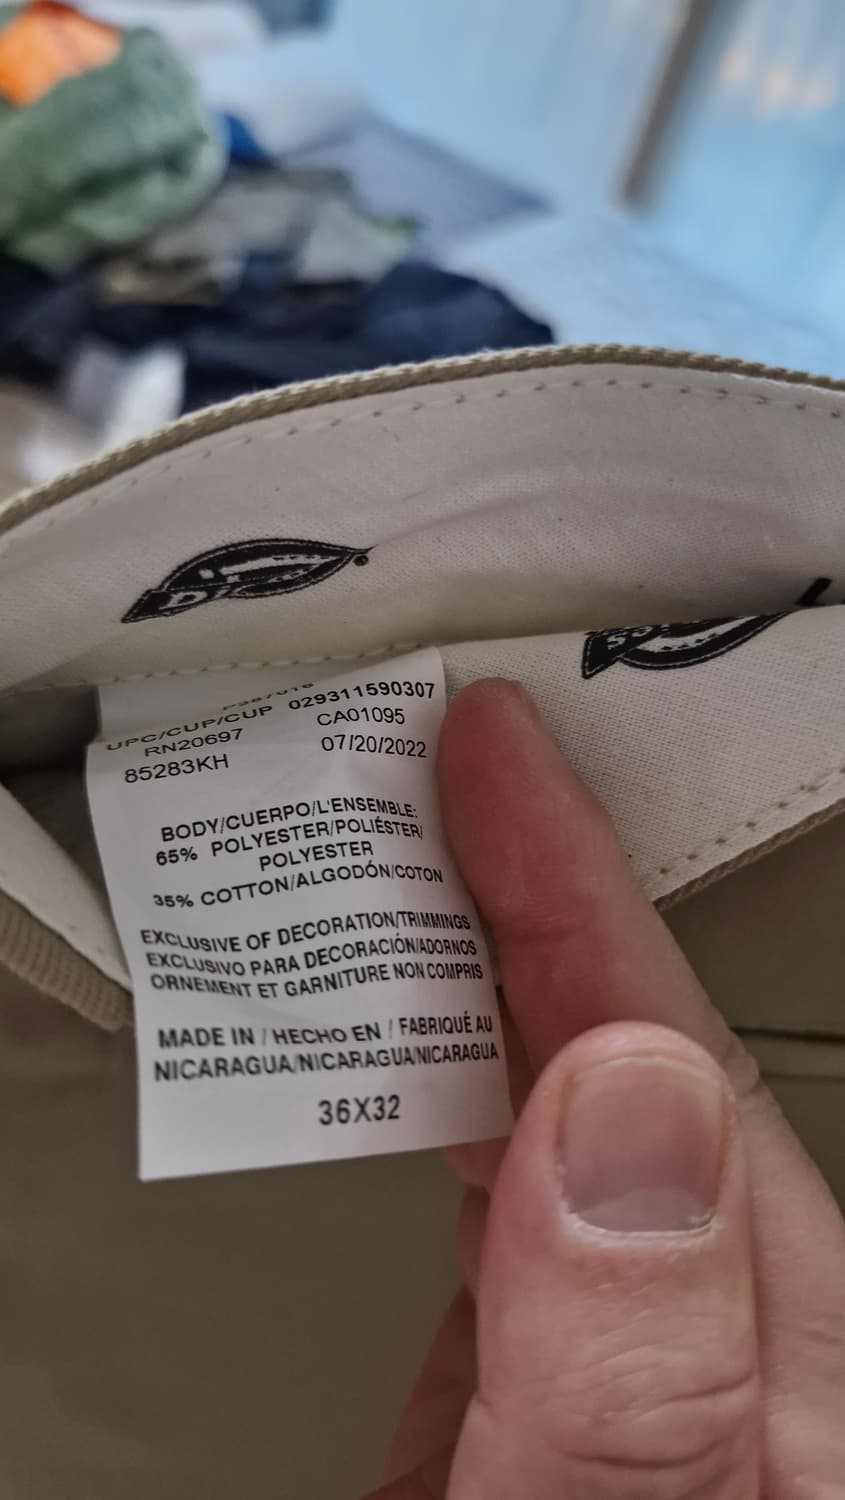 UPC/CUP/CUP 029311590307
RN20697 CA01095
85283KH 07/20/2022
BODY/CUERPO/L'ENSEMBLE:
65% POLYESTER/POLIÉSTER/
POLYESTER
35% COTTON/ALGODÓN/COTON
EXCLUSIVE OF DECORATION/TRIMMINGS
EXCLUSIVO PARA DECORACIÓN/ADORNOS
ORNEMENT ET GARNITURE NON COMPRIS
MADE IN / HECHO EN / FABRIQUÉ AU
NICARAGUA/NICARAGUA/NICARAGUA
36X32